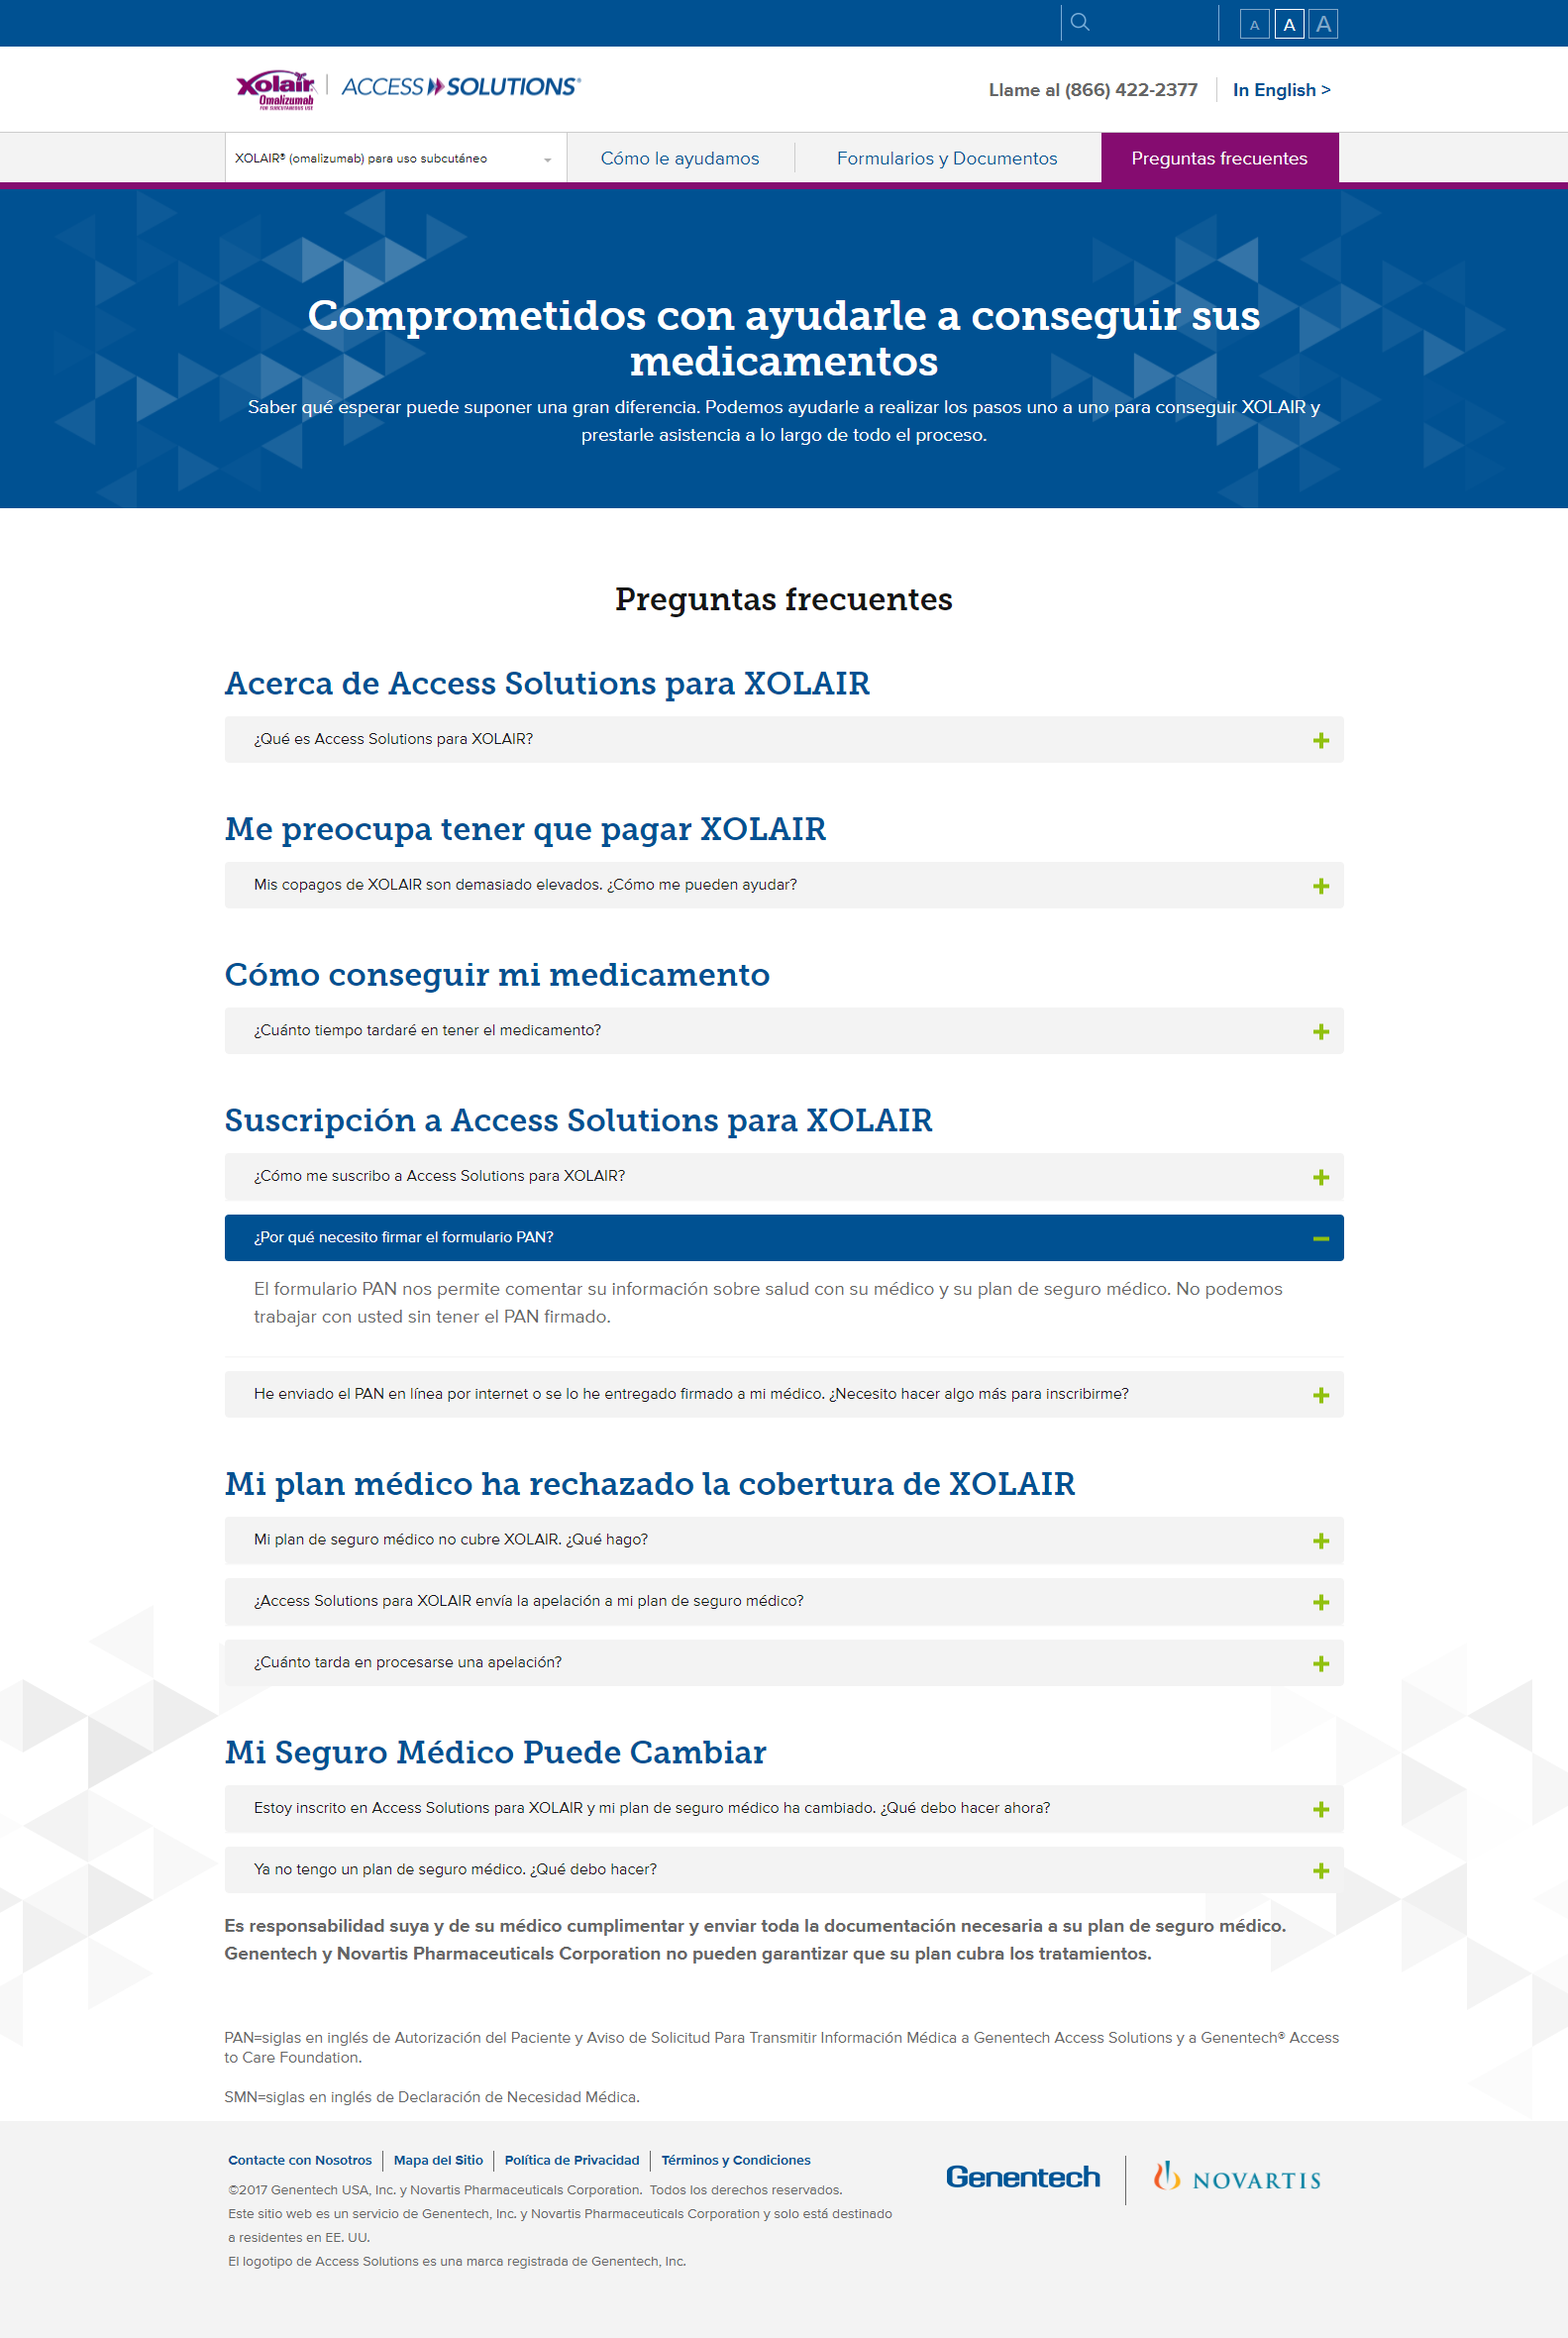 A A A
Xolair
Omalizumab
FOR SUBCUTANEOUS USE
ACCESS SOLUTIONS®
Llame al (866) 422-2377
In English >
XOLAIR® (omalizumab) para uso subcutáneo
Cómo le ayudamos
Formularios y Documentos
Preguntas frecuentes
Comprometidos con ayudarle a conseguir sus
medicamentos
Saber qué esperar puede suponer una gran diferencia. Podemos ayudarle a realizar los pasos uno a uno para conseguir XOLAIR y
prestarle asistencia a lo largo de todo el proceso.
Preguntas frecuentes
Acerca de Access Solutions para XOLAIR
¿Qué es Access Solutions para XOLAIR?
Me preocupa tener que pagar XOLAIR
Mis copagos de XOLAIR son demasiado elevados. ¿Cómo me pueden ayudar?
Cómo conseguir mi medicamento
¿Cuánto tiempo tardaré en tener el medicamento?
Suscripción a Access Solutions para XOLAIR
¿Cómo me suscribo a Access Solutions para XOLAIR?
¿Por qué necesito firmar el formulario PAN?
El formulario PAN nos permite comentar su información sobre salud con su médico y su plan de seguro médico. No podemos
trabajar con usted sin tener el PAN firmado.
He enviado el PAN en línea por internet o se lo he entregado firmado a mi médico. ¿Necesito hacer algo más para inscribirme?
Mi plan médico ha rechazado la cobertura de XOLAIR
Mi plan de seguro médico no cubre XOLAIR. ¿Qué hago?
¿Access Solutions para XOLAIR envía la apelación a mi plan de seguro médico?
¿Cuánto tarda en procesarse una apelación?
Mi Seguro Médico Puede Cambiar
Estoy inscrito en Access Solutions para XOLAIR y mi plan de seguro médico ha cambiado. ¿Qué debo hacer ahora?
Ya no tengo un plan de seguro médico. ¿Qué debo hacer?
Es responsabilidad suya y de su médico cumplimentar y enviar toda la documentación necesaria a su plan de seguro médico.
Genentech y Novartis Pharmaceuticals Corporation no pueden garantizar que su plan cubra los tratamientos.
PAN=siglas en inglés de Autorización del Paciente y Aviso de Solicitud Para Transmitir Información Médica a Genentech Access Solutions y a Genentech® Access
to Care Foundation.
SMN=siglas en inglés de Declaración de Necesidad Médica.
Contacte con Nosotros
Mapa del Sitio
Política de Privacidad
Términos y Condiciones
©2017 Genentech USA, Inc. y Novartis Pharmaceuticals Corporation. Todos los derechos reservados.
Este sitio web es un servicio de Genentech, Inc. y Novartis Pharmaceuticals Corporation y solo está destinado
a residentes en EE. UU.
El logotipo de Access Solutions es una marca registrada de Genentech, Inc.
Genentech
NOVARTIS